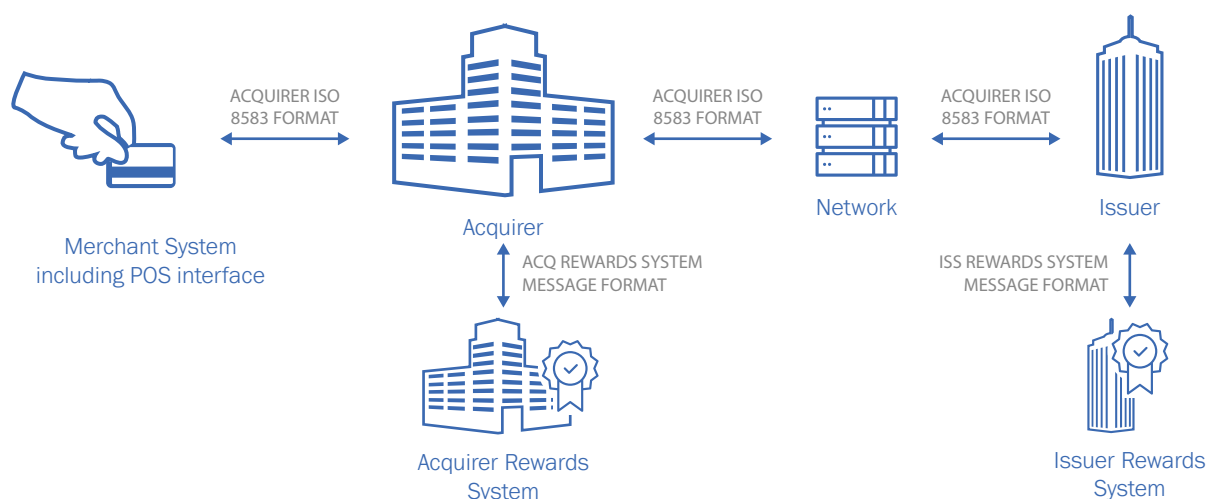 ACQUIRER ISO
8583 FORMAT
ACQUIRER ISO
8583 FORMAT
ACQUIRER ISO
8583 FORMAT
Merchant System
including POS interface
Acquirer
Network
Issuer
ACQ REWARDS SYSTEM
MESSAGE FORMAT
ISS REWARDS SYSTEM
MESSAGE FORMAT
Acquirer Rewards
System
Issuer Rewards
System